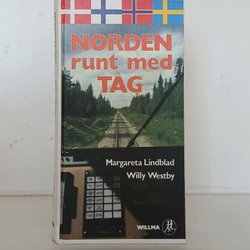 NORDEN
runt med
TÅG
Margareta Lindblad
Willy Westby
WILLMA